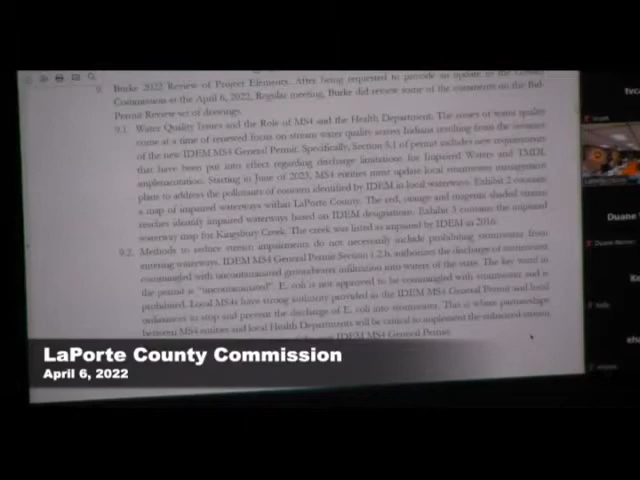 9. Burke 2022 Review of Project Elements. After being requested to provide an update to the County
Commission at the April 6, 2022, Regular meeting, Burke did review some of the comments on the Bid-
Permit Review set of drawings.
9.1. Water Quality Issues and the Role of MS4 and the Health Department. The issues of water quality
come at a time of renewed focus on stream water quality across Indiana resulting from the issuance
of the new IDEM MS4 General Permit. Specifically, Section 5.1 of permit includes new requirements
that have been put into effect regarding discharge limitations for Impaired Waters and TMDL
implementation. Starting in June of 2023, MS4 entities must update local stormwater management
plans to address the pollutants of concern identified by IDEM in local waterways. Exhibit 2 contains
a map of impaired waterways within LaPorte County. The red, orange and magenta shaded stream
reaches identify impaired waterways based on IDEM designations. Exhibit 3 contains the impaired
waterway map for Kingsbury Creek. The creek was listed as impaired by IDEM in 2016.
9.2. Methods to reduce stream impairments do not necessarily include prohibiting stormwater from
entering waterways. IDEM MS4 General Permit Section 1.2.b. authorizes the discharge of stormwater
commingled with uncontaminated groundwater infiltration into waters of the state. The key word in
the permit is "uncontaminated". E. coli is not approved to be commingled with stormwater and is
prohibited. Local MS4s have strong authority provided in the IDEM MS4 General Permit and local
ordinances to stop and prevent the discharge of E. coli into stormwater. This is where partnerships
between MS4 entities and local Health Departments will be critical to implement the enhanced stream
IDEM MS4 General Permit.
LaPorte County Commission
April 6, 2022
tvca
Duane
Duane